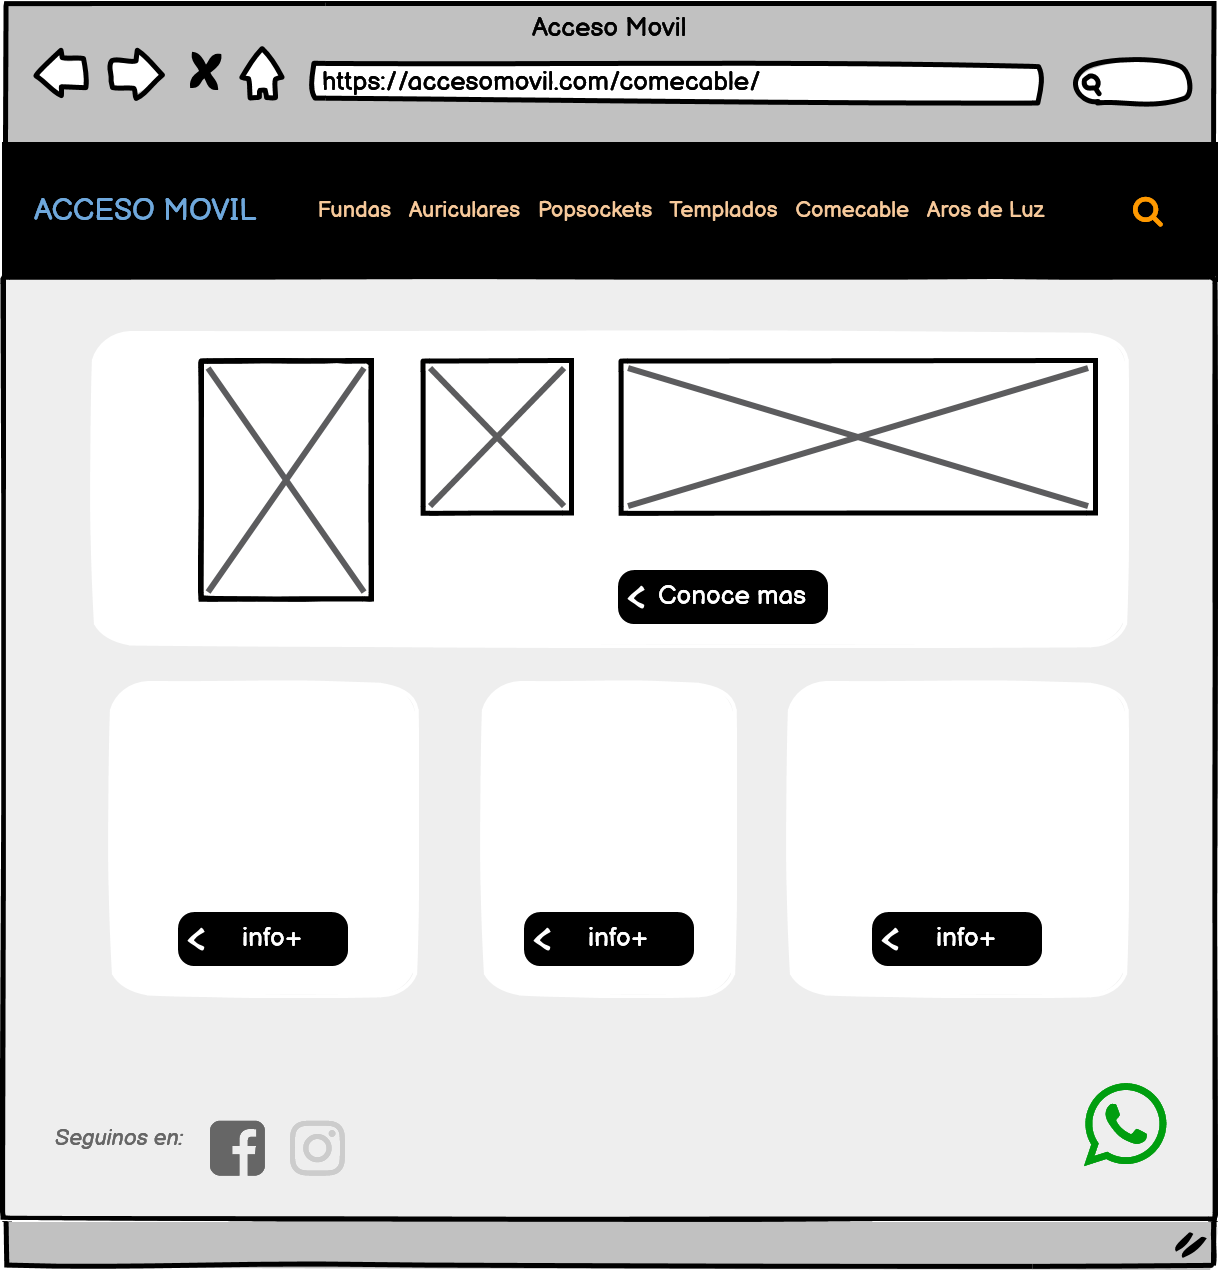 Acceso Movil
https://accesomovil.com/comecable/
ACCESO MOVIL
Fundas Auriculares Popsockets Templados Comecable Aros de Luz
Conoce mas
info+
info+
info+
Seguinos en: